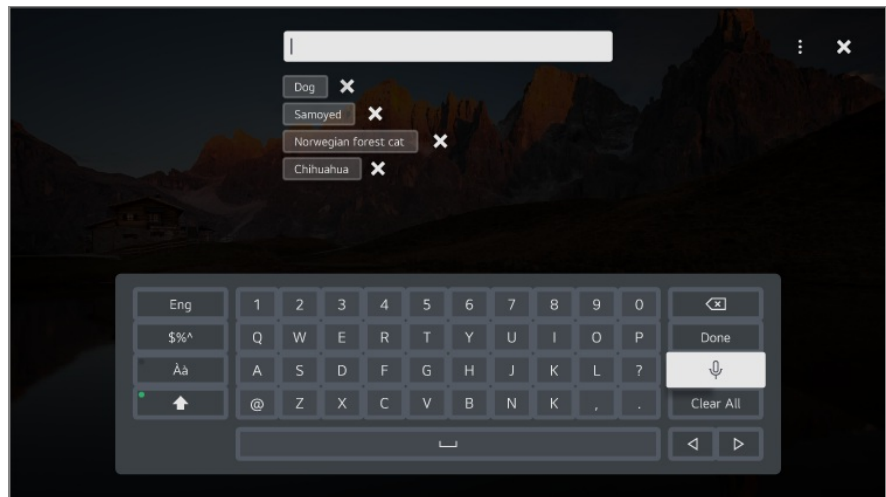 Dog
Samoyed
Norwegian forest cat
Chihuahua
Eng 1 2 3 4 5 6 7 8 9 0
$%^ Q W E R T Y U I O P Done
Àà A S D F G H J K L ?
@ Z X C V B N K , . Clear All